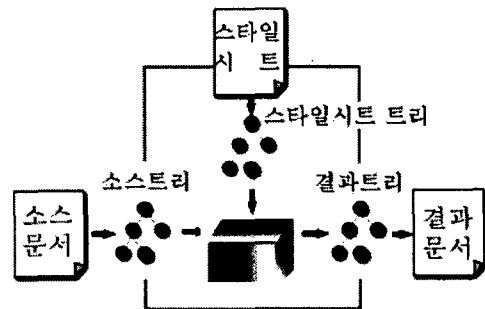 스타일
시 트
스타일시트 트리
소스트리
결과트리
소스
문서
결과
문서